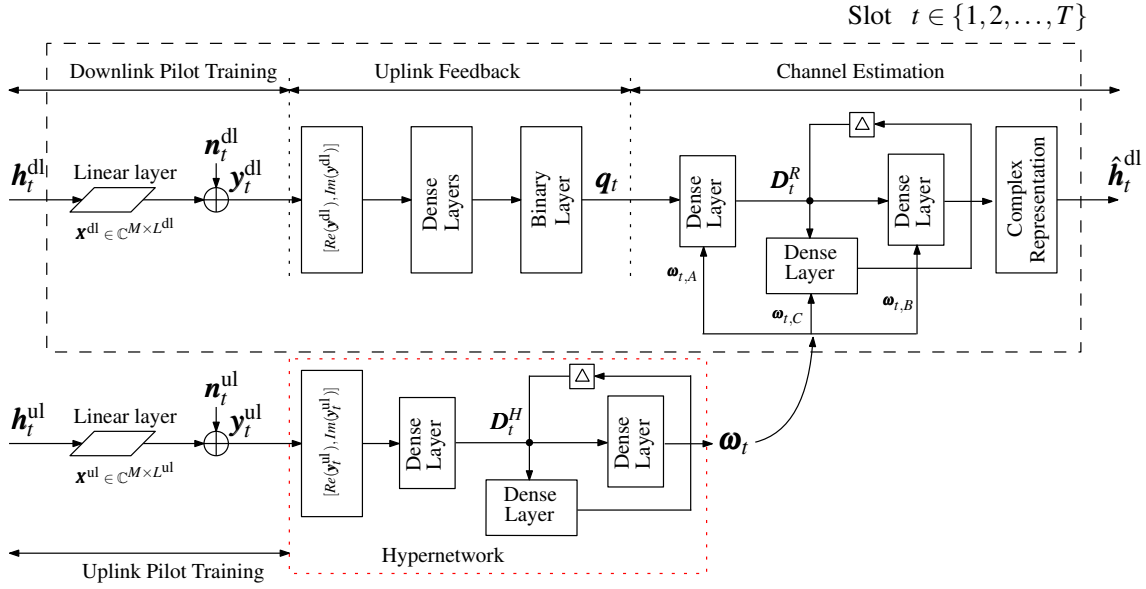 Slot t ∈ {1, 2, …, T}
Downlink Pilot Training
Uplink Feedback
Channel Estimation
h_t^dl
Linear layer
X^dl ∈ ℂ^{M×L^dl}
n_t^dl
y_t^dl
[Re(y^dl), Im(y^dl)]
Dense
Layers
Binary
Layer
q_t
Dense
Layer
D_t^R
△
Dense
Layer
Dense
Layer
Complex
Representation
ĥ_t^dl
ω_{t,A}
ω_{t,C}
ω_{t,B}
h_t^ul
Linear layer
X^ul ∈ ℂ^{M×L^ul}
n_t^ul
y_t^ul
[Re(y_t^ul), Im(y_t^ul)]
Dense
Layer
D_t^H
△
Dense
Layer
Dense
Layer
ω_t
Hypernetwork
Uplink Pilot Training